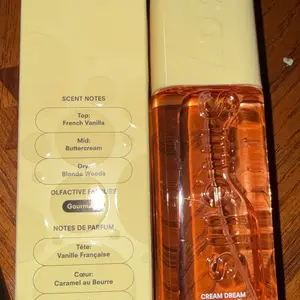 SCENT NOTES
Top:
French Vanilla
Mid:
Buttercream
Dry:
Blonde Woods
OLFACTIVE FAMILIES
Gourmand
NOTES DE PARFUM
Tête:
Vanille Française
Cœur:
Caramel au Beurre
CREAM DREAM